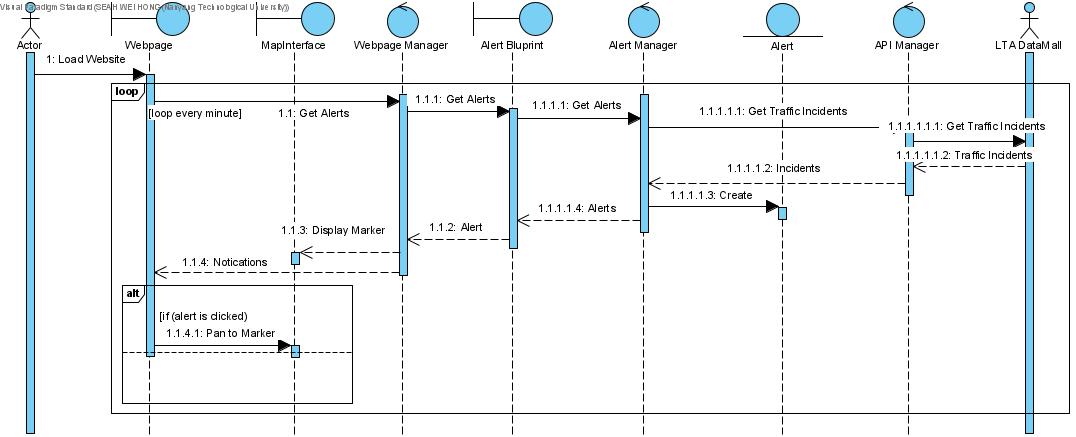 Visual Paradigm Standard (SEAH WEI HONG (Nanyang Technological University))
Actor
Webpage
MapInterface
Webpage Manager
Alert Bluprint
Alert Manager
Alert
API Manager
LTA DataMall
1: Load Website
loop
[loop every minute]
1.1: Get Alerts
1.1.1: Get Alerts
1.1.1.1: Get Alerts
1.1.1.1.1: Get Traffic Incidents
1.1.1.1.1.1: Get Traffic Incidents
1.1.1.1.1.2: Traffic Incidents
1.1.1.1.2: Incidents
1.1.1.1.3: Create
1.1.1.1.4: Alerts
1.1.2: Alert
1.1.3: Display Marker
1.1.4: Notications
alt
[if (alert is clicked)
1.1.4.1: Pan to Marker